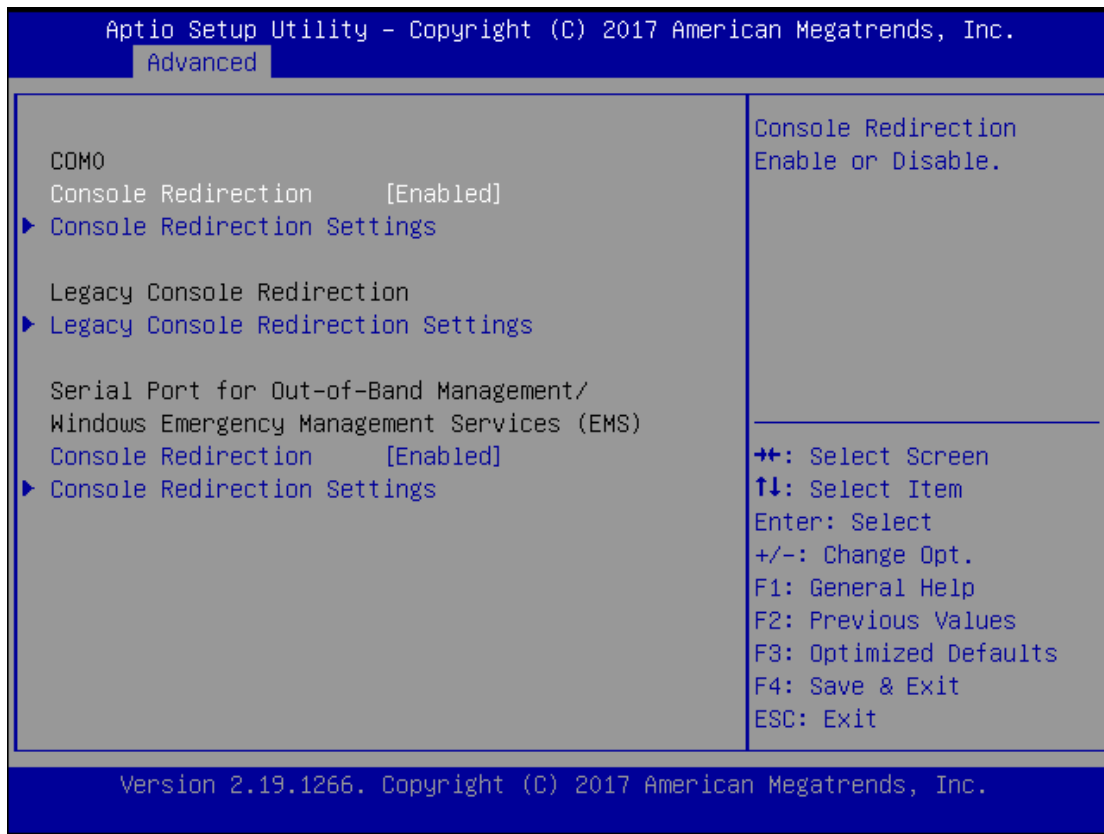 Aptio Setup Utility – Copyright (C) 2017 American Megatrends, Inc.
Advanced
COM0
Console Redirection [Enabled]
Console Redirection Settings
Legacy Console Redirection
Legacy Console Redirection Settings
Serial Port for Out-of-Band Management/
Windows Emergency Management Services (EMS)
Console Redirection [Enabled]
Console Redirection Settings
Console Redirection
Enable or Disable.
→←: Select Screen
↑↓: Select Item
Enter: Select
+/-: Change Opt.
F1: General Help
F2: Previous Values
F3: Optimized Defaults
F4: Save & Exit
ESC: Exit
Version 2.19.1266. Copyright (C) 2017 American Megatrends, Inc.